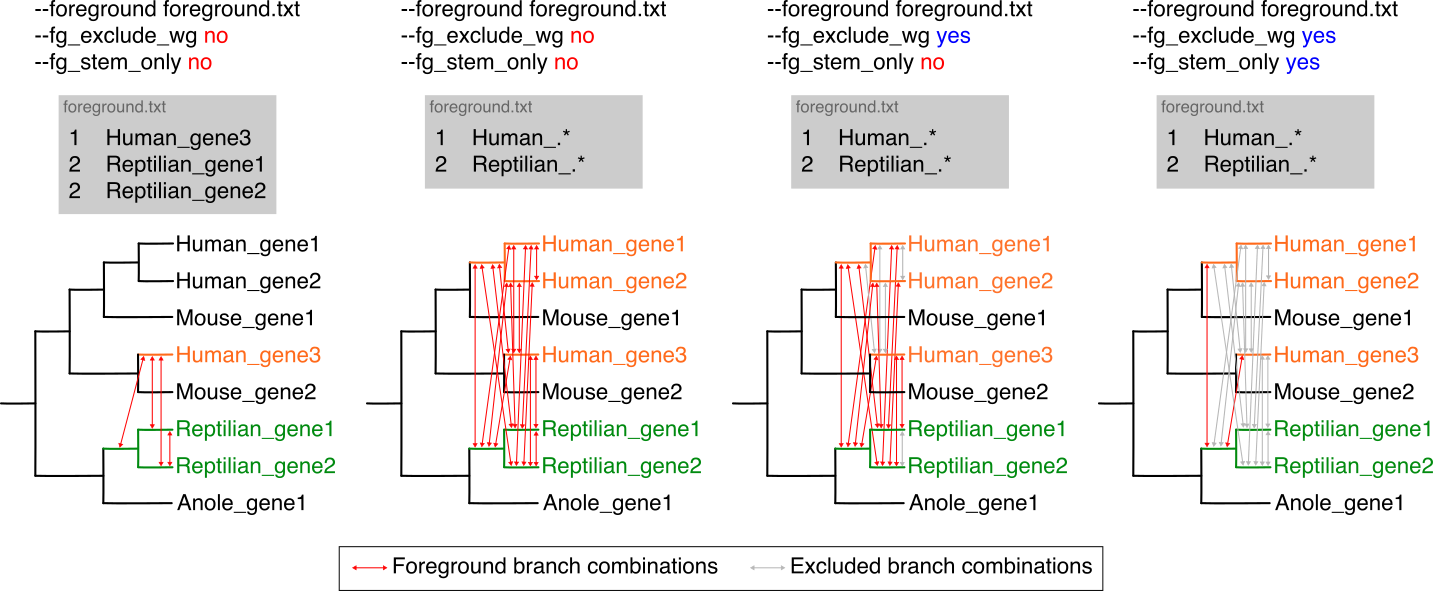 --foreground foreground.txt
--fg_exclude_wg no
--fg_stem_only no
foreground.txt
1 Human_gene3
2 Reptilian_gene1
2 Reptilian_gene2
Human_gene1
Human_gene2
Mouse_gene1
Human_gene3
Mouse_gene2
Reptilian_gene1
Reptilian_gene2
Anole_gene1
--foreground foreground.txt
--fg_exclude_wg no
--fg_stem_only no
foreground.txt
1 Human_.*
2 Reptilian_.*
Human_gene1
Human_gene2
Mouse_gene1
Human_gene3
Mouse_gene2
Reptilian_gene1
Reptilian_gene2
Anole_gene1
--foreground foreground.txt
--fg_exclude_wg yes
--fg_stem_only no
foreground.txt
1 Human_.*
2 Reptilian_.*
Human_gene1
Human_gene2
Mouse_gene1
Human_gene3
Mouse_gene2
Reptilian_gene1
Reptilian_gene2
Anole_gene1
--foreground foreground.txt
--fg_exclude_wg yes
--fg_stem_only yes
foreground.txt
1 Human_.*
2 Reptilian_.*
Human_gene1
Human_gene2
Mouse_gene1
Human_gene3
Mouse_gene2
Reptilian_gene1
Reptilian_gene2
Anole_gene1
Foreground branch combinations
Excluded branch combinations